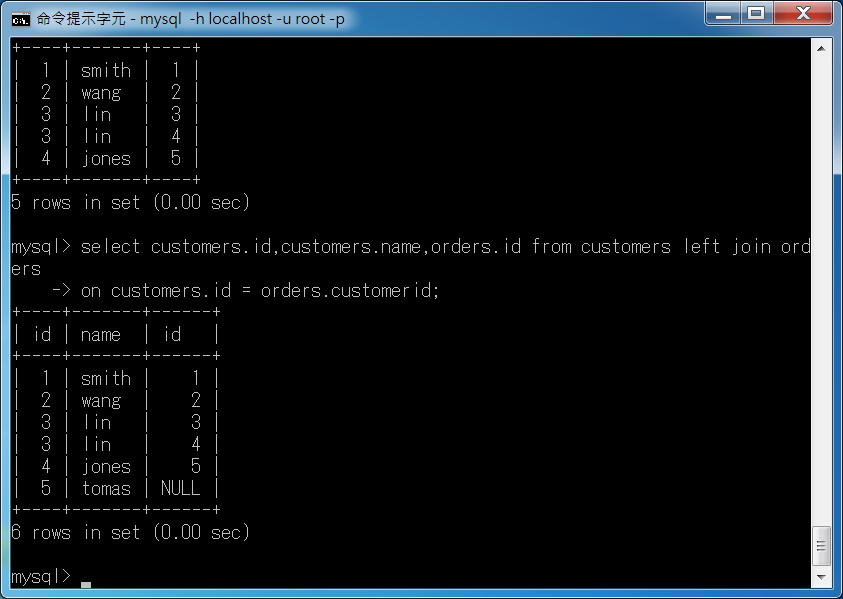 命令提示字元 - mysql -h localhost -u root -p
+----+-------+----+
|  1 | smith |  1 |
|  2 | wang  |  2 |
|  3 | lin   |  3 |
|  3 | lin   |  4 |
|  4 | jones |  5 |
+----+-------+----+
5 rows in set (0.00 sec)
mysql> select customers.id,customers.name,orders.id from customers left join ord
ers
    -> on customers.id = orders.customerid;
+----+-------+------+
| id | name  | id   |
+----+-------+------+
|  1 | smith |    1 |
|  2 | wang  |    2 |
|  3 | lin   |    3 |
|  3 | lin   |    4 |
|  4 | jones |    5 |
|  5 | tomas | NULL |
+----+-------+------+
6 rows in set (0.00 sec)
mysql>